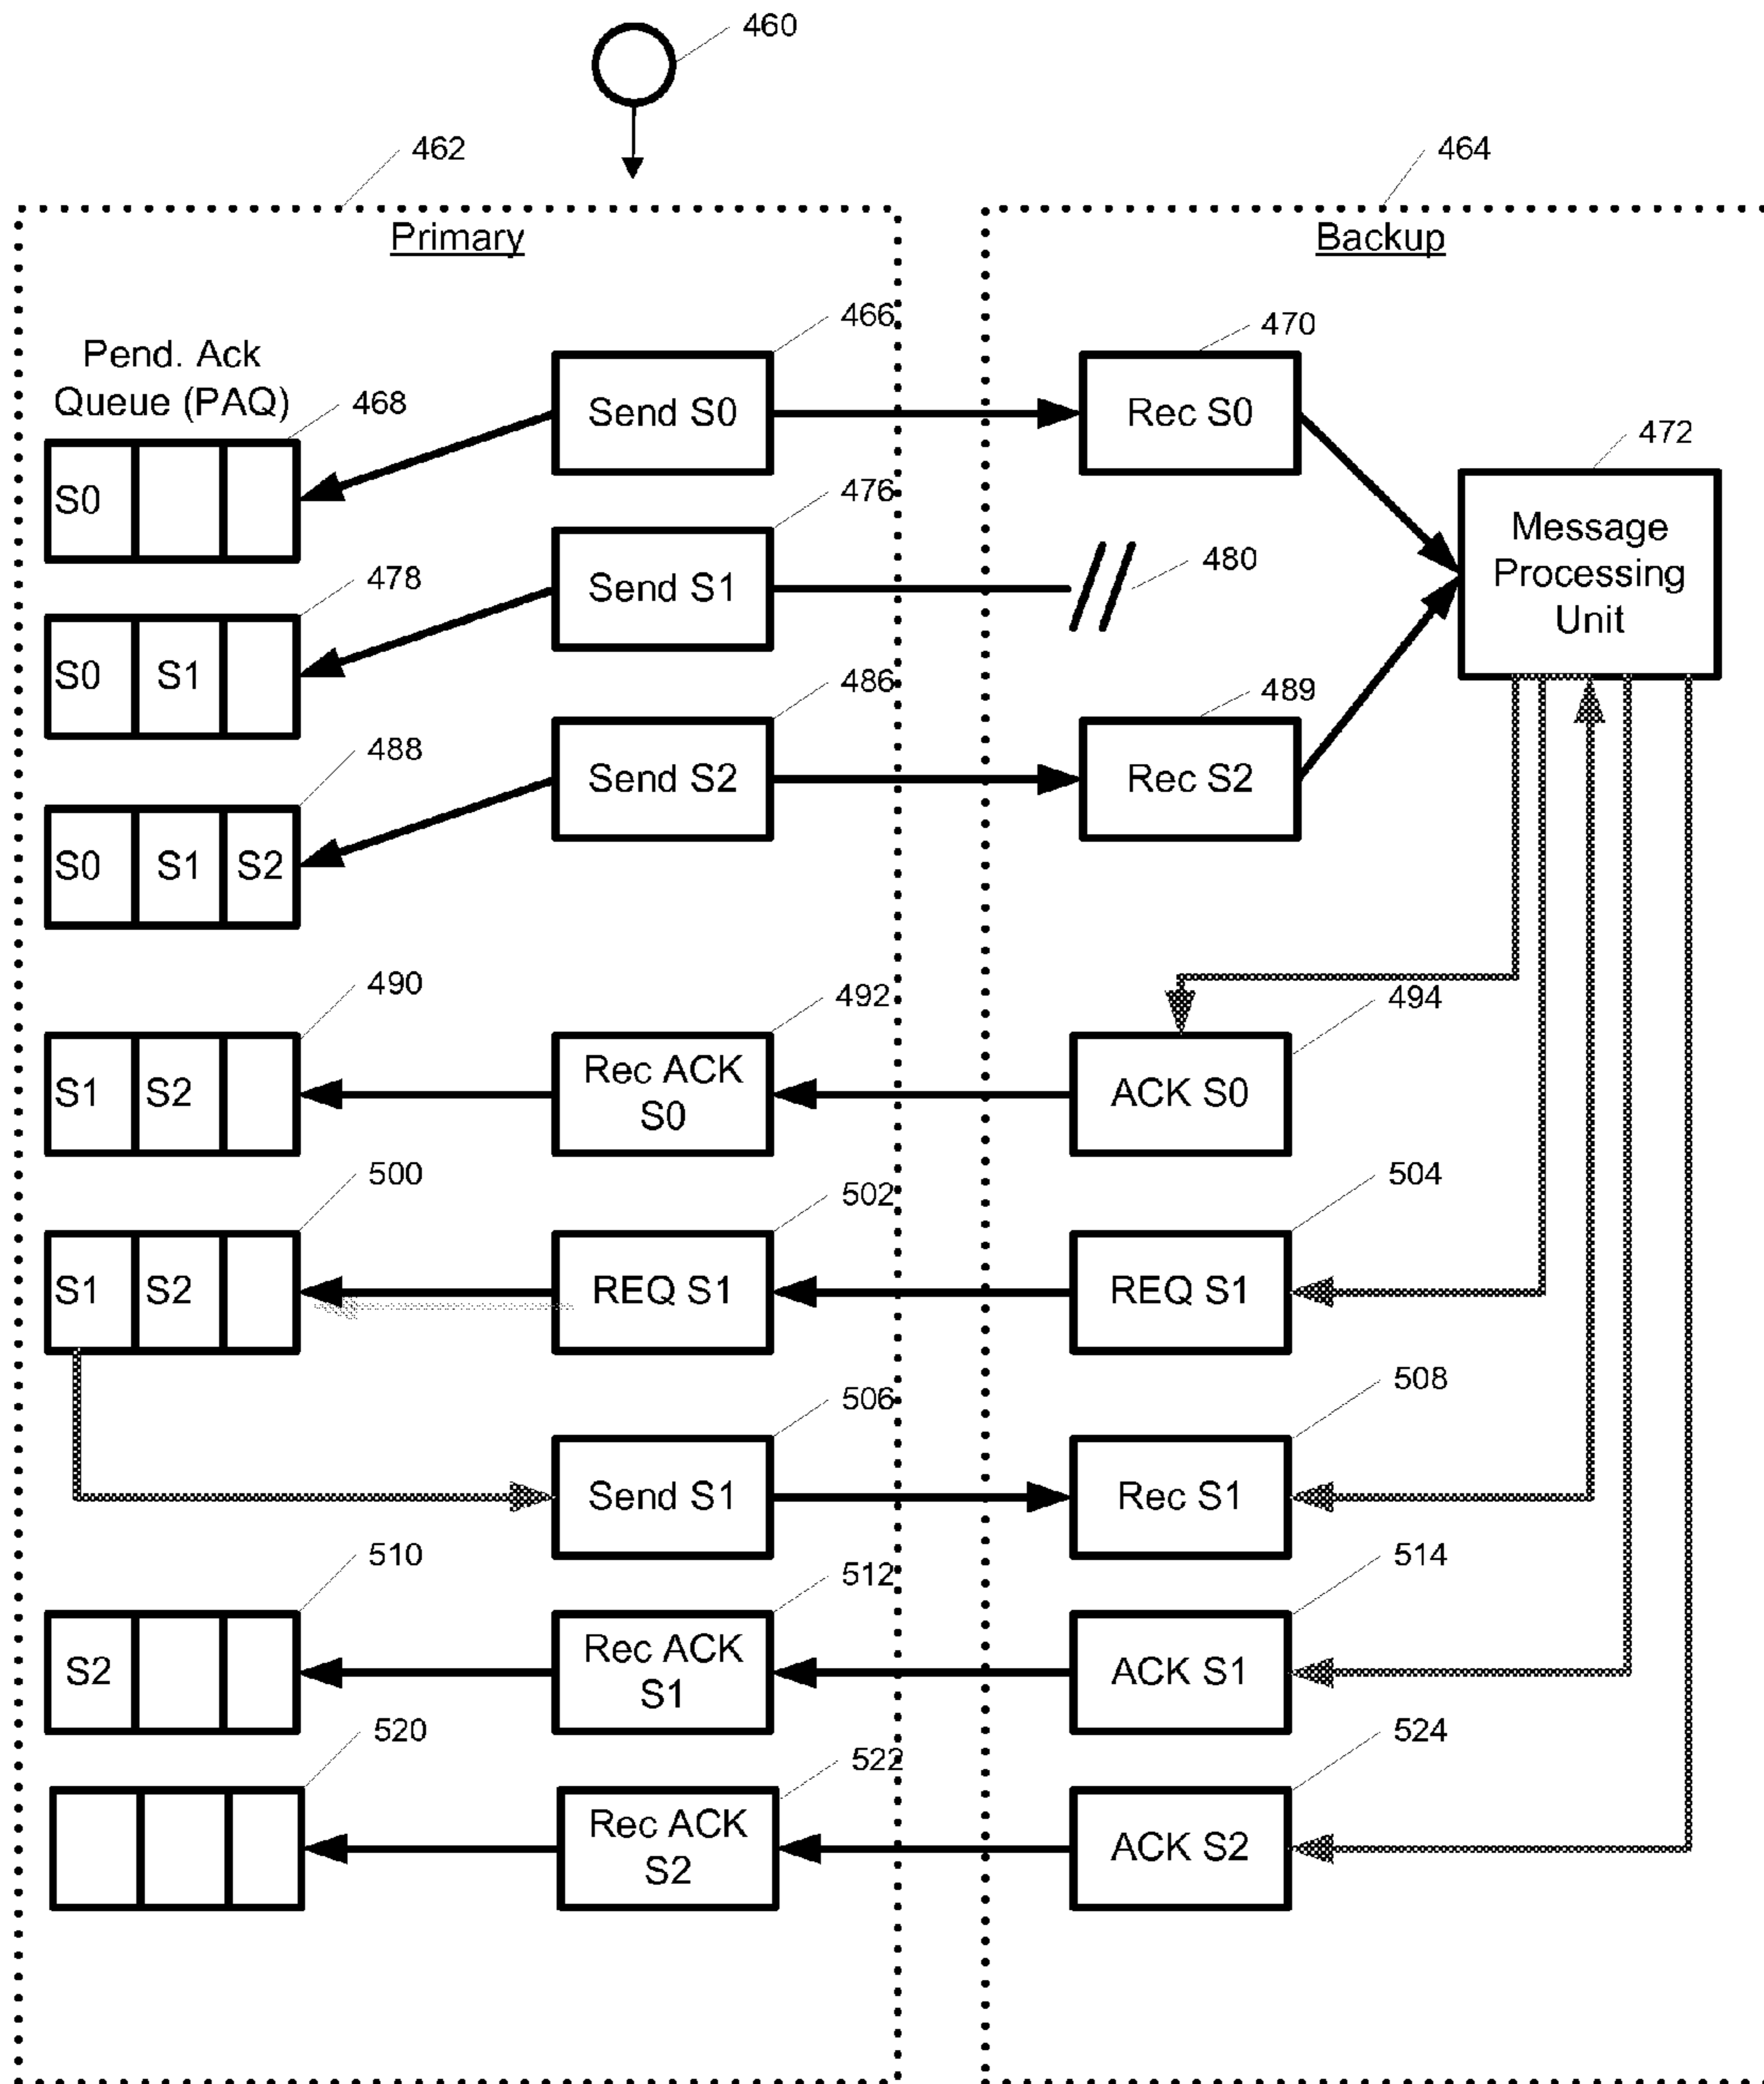 460
462
464
Primary
Backup
466
470
Pend. Ack
Queue (PAQ)
468
Send S0
Rec S0
472
S0
476
Message
Processing
Unit
478
Send S1
480
S0 S1
486
489
488
Send S2
Rec S2
S0 S1 S2
490
492
494
S1 S2
Rec ACK
S0
ACK S0
500
502
504
S1 S2
REQ S1
REQ S1
506
508
Send S1
Rec S1
510
512
514
S2
Rec ACK
S1
ACK S1
520
522
524
Rec ACK
S2
ACK S2